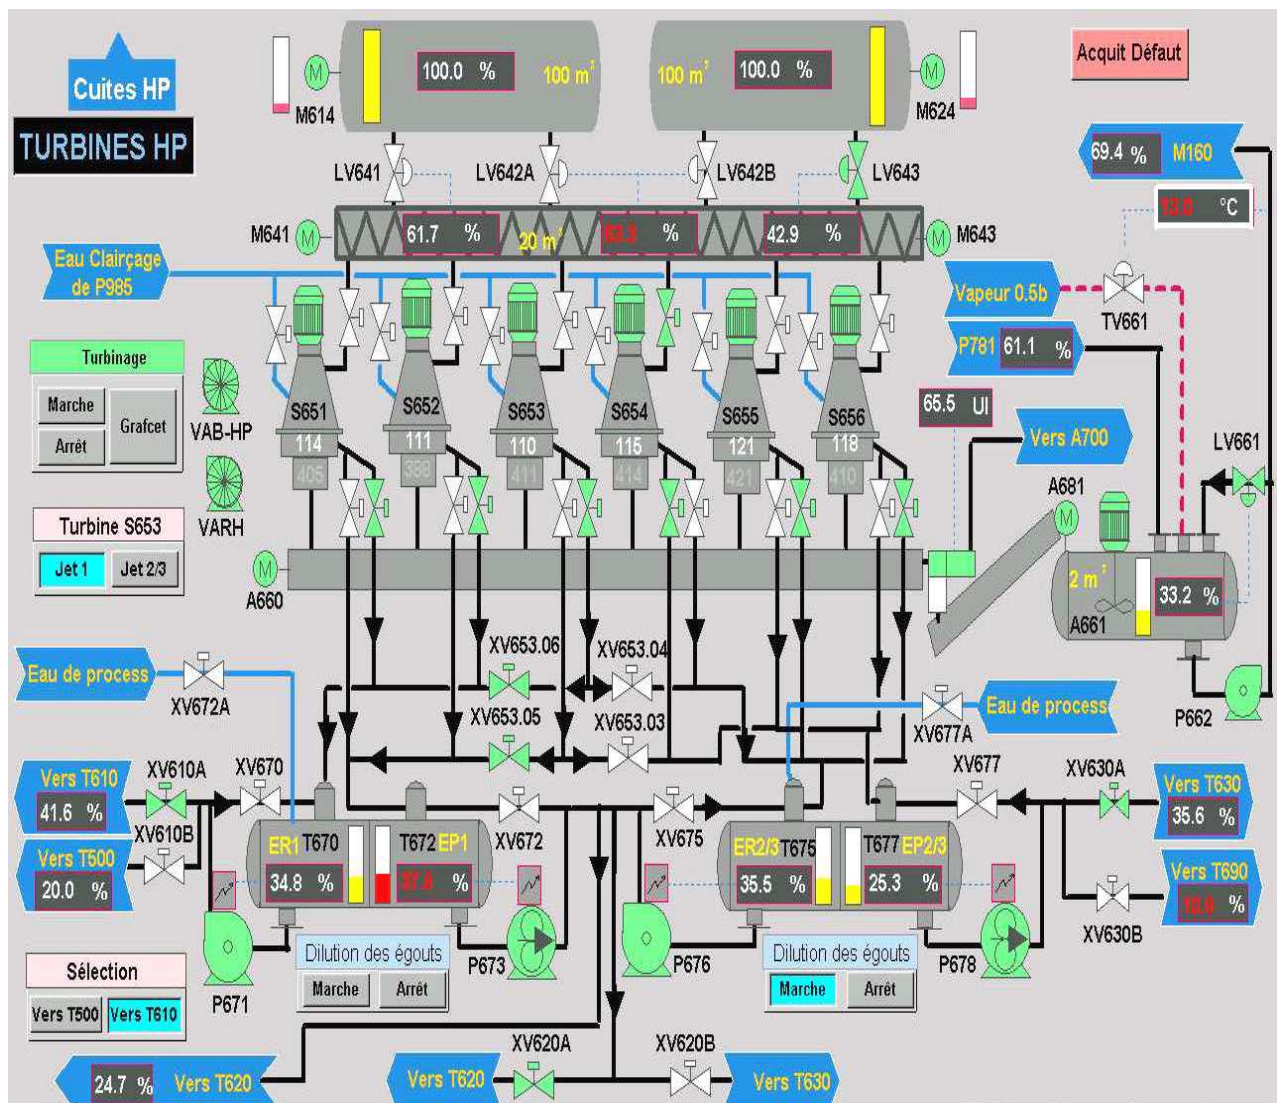 Cuites HP
TURBINES HP
M
M614
100.0 %
100 m³
100 m³
100.0 %
M
M624
Acquit Défaut
LV641
LV642A
LV642B
LV643
69.4 %
M160
13.0 °C
M641
M
61.7 %
20 m³
%
42.9 %
M
M643
Eau Clairçage
de P985
Vapeur 0.5b
TV661
P781
61.1 %
Turbinage
Marche
Arrêt
Grafcet
VAB-HP
VARH
S651
S652
S653
S654
S655
S656
114
111
110
115
121
118
405
388
411
414
421
410
65.5 UI
Vers A700
LV661
A681
M
Turbine S653
Jet 1
Jet 2/3
M
A660
2 m³
33.2 %
A661
P662
Eau de process
XV672A
XV653.06
XV653.04
XV653.05
XV653.03
XV677A
Eau de process
Vers T610
41.6 %
XV610A
XV670
XV610B
Vers T500
20.0 %
XV672
XV675
XV677
XV630A
Vers T630
35.6 %
Vers T690
10.0 %
XV630B
ER1
T670
T672
EP1
34.8 %
37.6 %
ER2/3
T675
T677
EP2/3
35.5 %
25.3 %
P671
P673
P676
P678
Dilution des égouts
Marche
Arrêt
Dilution des égouts
Marche
Arrêt
Sélection
Vers T500
Vers T610
24.7 %
Vers T620
Vers T620
XV620A
XV620B
Vers T630